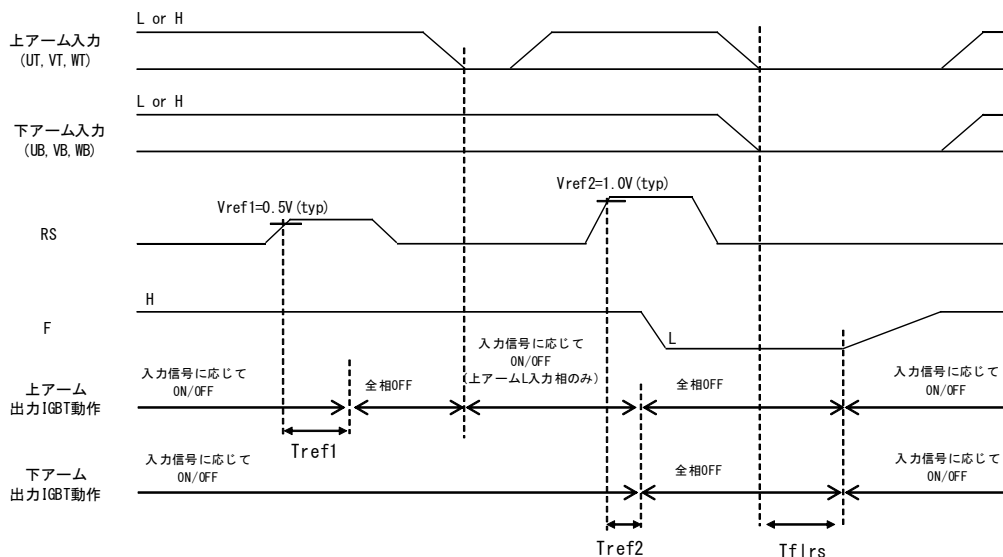 L or H
上アーム入力
(UT, VT, WT)
L or H
下アーム入力
(UB, VB, WB)
Vref1=0.5V(typ)
Vref2=1.0V(typ)
RS
H
F
L
入力信号に応じて
ON/OFF
(上アームL入力相のみ)
入力信号に応じて
ON/OFF
全相OFF
全相OFF
入力信号に応じて
ON/OFF
上アーム
出力IGBT動作
Tref1
入力信号に応じて
ON/OFF
全相OFF
入力信号に応じて
ON/OFF
下アーム
出力IGBT動作
Tref2
Tflrs